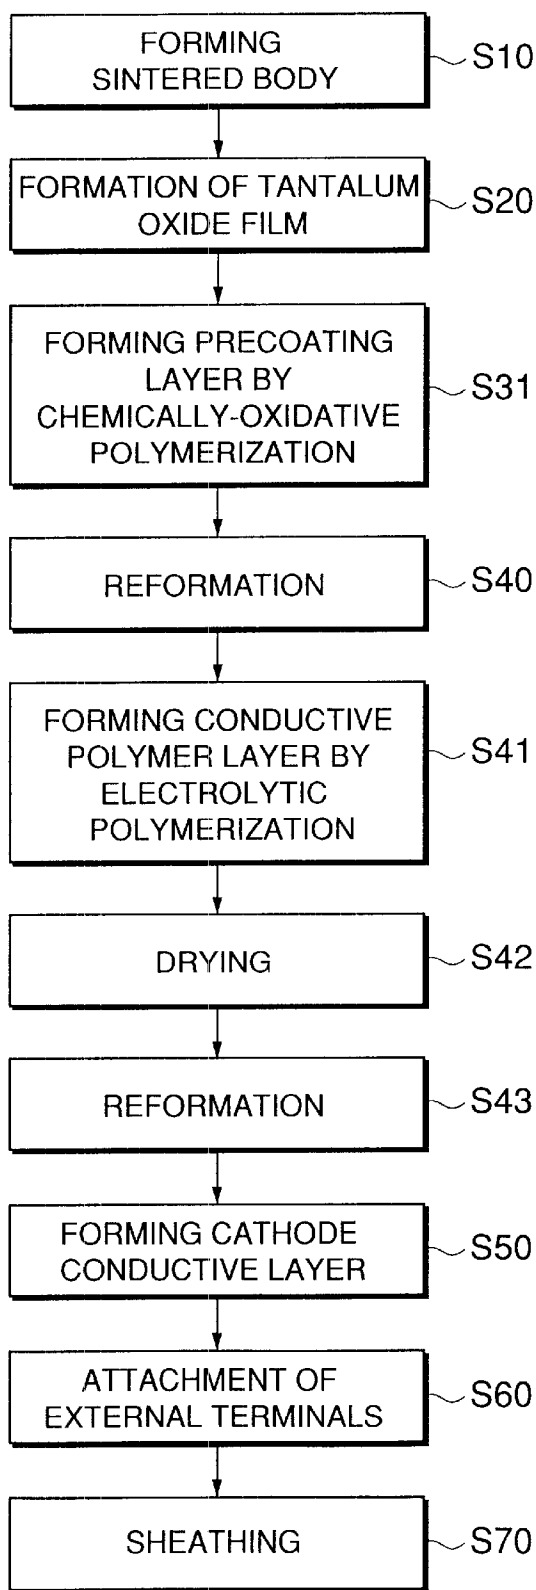 FORMING
SINTERED BODY
S10
FORMATION OF TANTALUM
OXIDE FILM
S20
FORMING PRECOATING
LAYER BY
CHEMICALLY-OXIDATIVE
POLYMERIZATION
S31
REFORMATION
S40
FORMING CONDUCTIVE
POLYMER LAYER BY
ELECTROLYTIC
POLYMERIZATION
S41
DRYING
S42
REFORMATION
S43
FORMING CATHODE
CONDUCTIVE LAYER
S50
ATTACHMENT OF
EXTERNAL TERMINALS
S60
SHEATHING
S70